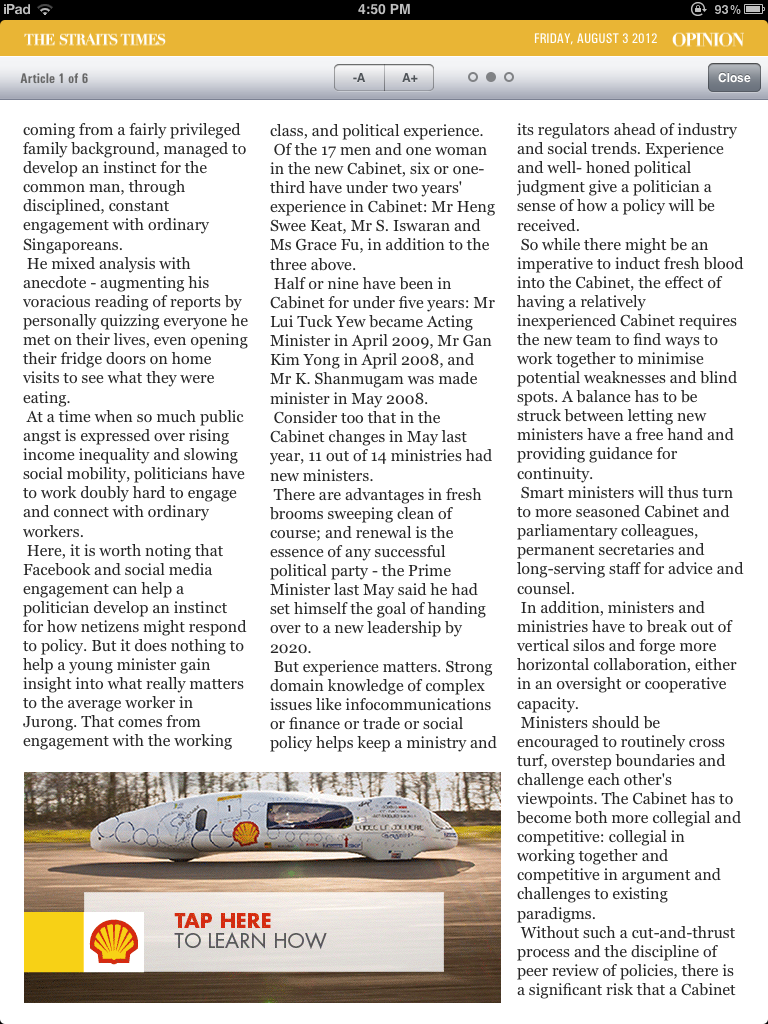 iPad
4:50 PM
93%
THE STRAITS TIMES
FRIDAY, AUGUST 3 2012
OPINION
Article 1 of 6
-A
A+
Close
coming from a fairly privileged
family background, managed to
develop an instinct for the
common man, through
disciplined, constant
engagement with ordinary
Singaporeans.
He mixed analysis with
anecdote - augmenting his
voracious reading of reports by
personally quizzing everyone he
met on their lives, even opening
their fridge doors on home
visits to see what they were
eating.
At a time when so much public
angst is expressed over rising
income inequality and slowing
social mobility, politicians have
to work doubly hard to engage
and connect with ordinary
workers.
Here, it is worth noting that
Facebook and social media
engagement can help a
politician develop an instinct
for how netizens might respond
to policy. But it does nothing to
help a young minister gain
insight into what really matters
to the average worker in
Jurong. That comes from
engagement with the working
class, and political experience.
Of the 17 men and one woman
in the new Cabinet, six or one-
third have under two years'
experience in Cabinet: Mr Heng
Swee Keat, Mr S. Iswaran and
Ms Grace Fu, in addition to the
three above.
Half or nine have been in
Cabinet for under five years: Mr
Lui Tuck Yew became Acting
Minister in April 2009, Mr Gan
Kim Yong in April 2008, and
Mr K. Shanmugam was made
minister in May 2008.
Consider too that in the
Cabinet changes in May last
year, 11 out of 14 ministries had
new ministers.
There are advantages in fresh
brooms sweeping clean of
course; and renewal is the
essence of any successful
political party - the Prime
Minister last May said he had
set himself the goal of handing
over to a new leadership by
2020.
But experience matters. Strong
domain knowledge of complex
issues like infocommunications
or finance or trade or social
policy helps keep a ministry and
its regulators ahead of industry
and social trends. Experience
and well- honed political
judgment give a politician a
sense of how a policy will be
received.
So while there might be an
imperative to induct fresh blood
into the Cabinet, the effect of
having a relatively
inexperienced Cabinet requires
the new team to find ways to
work together to minimise
potential weaknesses and blind
spots. A balance has to be
struck between letting new
ministers have a free hand and
providing guidance for
continuity.
Smart ministers will thus turn
to more seasoned Cabinet and
parliamentary colleagues,
permanent secretaries and
long-serving staff for advice and
counsel.
In addition, ministers and
ministries have to break out of
vertical silos and forge more
horizontal collaboration, either
in an oversight or cooperative
capacity.
Ministers should be
encouraged to routinely cross
turf, overstep boundaries and
challenge each other's
viewpoints. The Cabinet has to
become both more collegial and
competitive: collegial in
working together and
competitive in argument and
challenges to existing
paradigms.
Without such a cut-and-thrust
process and the discipline of
peer review of policies, there is
a significant risk that a Cabinet
1
TAP HERE
TO LEARN HOW